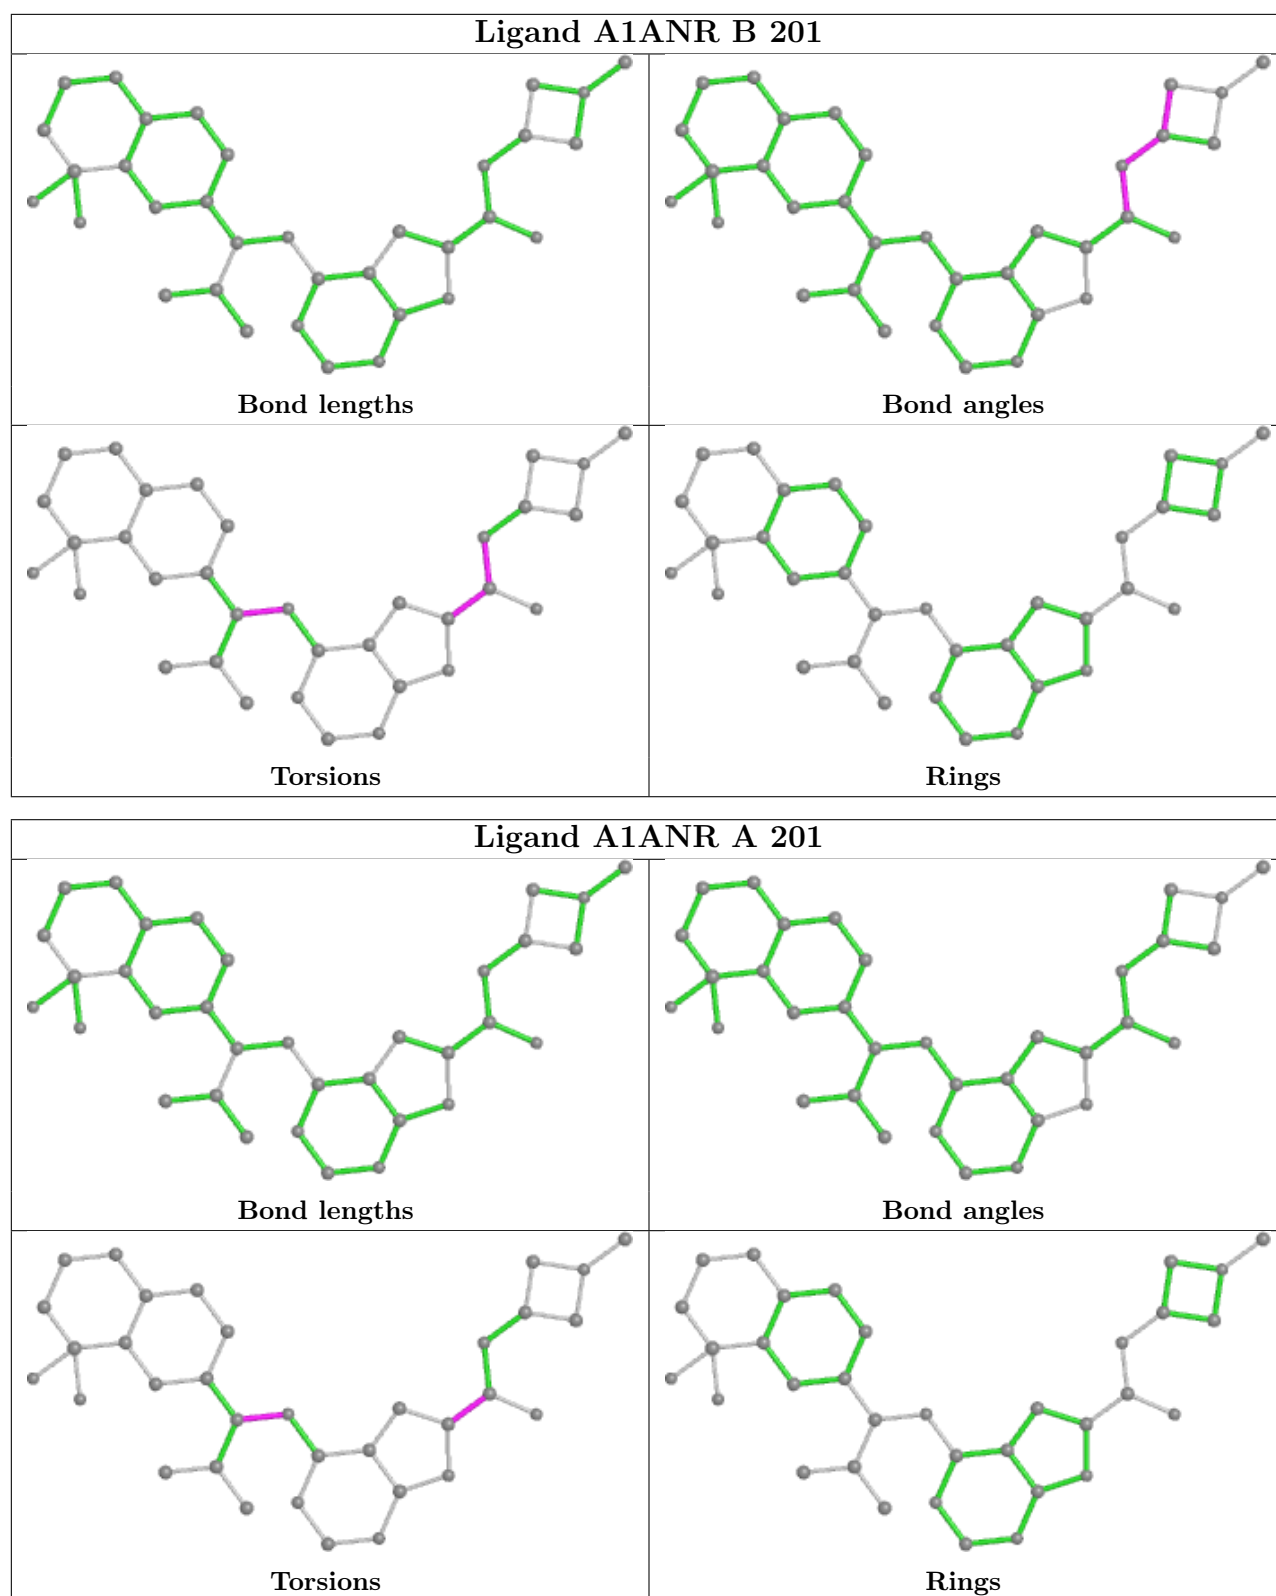 Ligand A1ANR B 201
Bond lengths
Bond angles
Torsions
Rings
Ligand A1ANR A 201
Bond lengths
Bond angles
Torsions
Rings